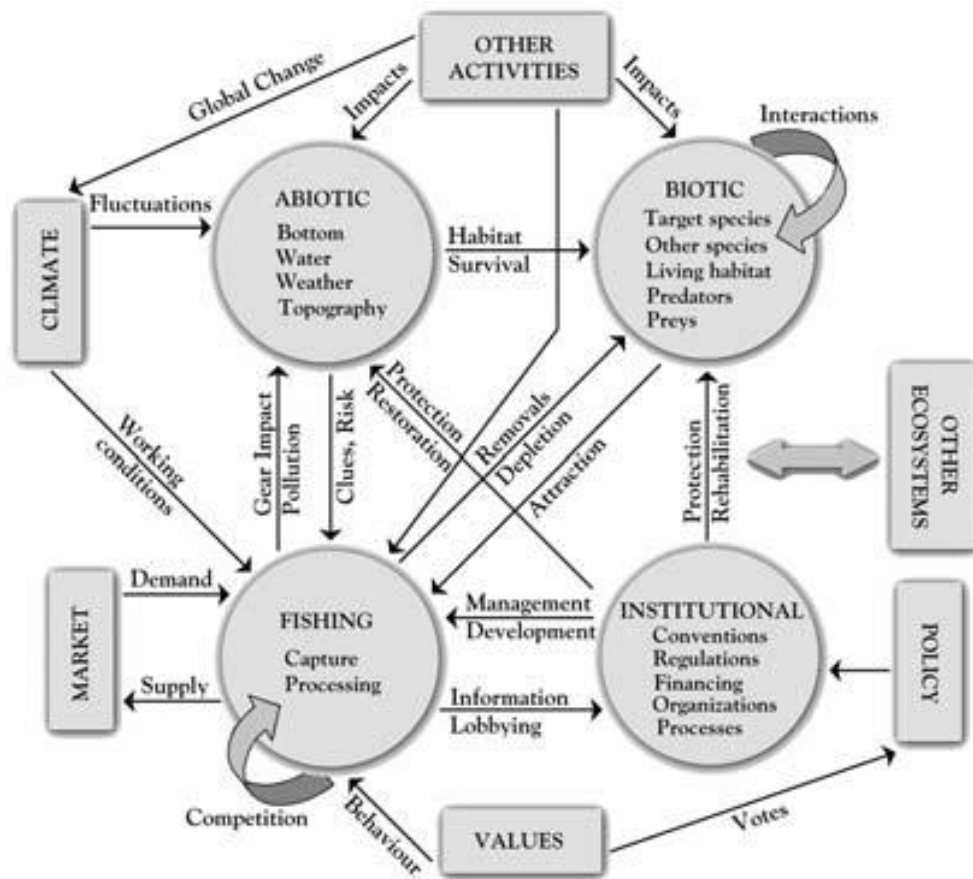 OTHER
ACTIVITIES
Global Change
Impacts
Impacts
Interactions
CLIMATE
Fluctuations
ABIOTIC
Bottom
Water
Weather
Topography
Habitat
Survival
BIOTIC
Target species
Other species
Living habitat
Predators
Preys
Working
conditions
Gear Impact
Pollution
Clues, Risk
Protection
Restoration
Removals
Depletion
Attraction
Protection
Rehabilitation
OTHER
ECOSYSTEMS
MARKET
Demand
Supply
FISHING
Capture
Processing
Management
Development
Information
Lobbying
INSTITUTIONAL
Conventions
Regulations
Financing
Organizations
Processes
POLICY
Competition
Behaviour
VALUES
Votes